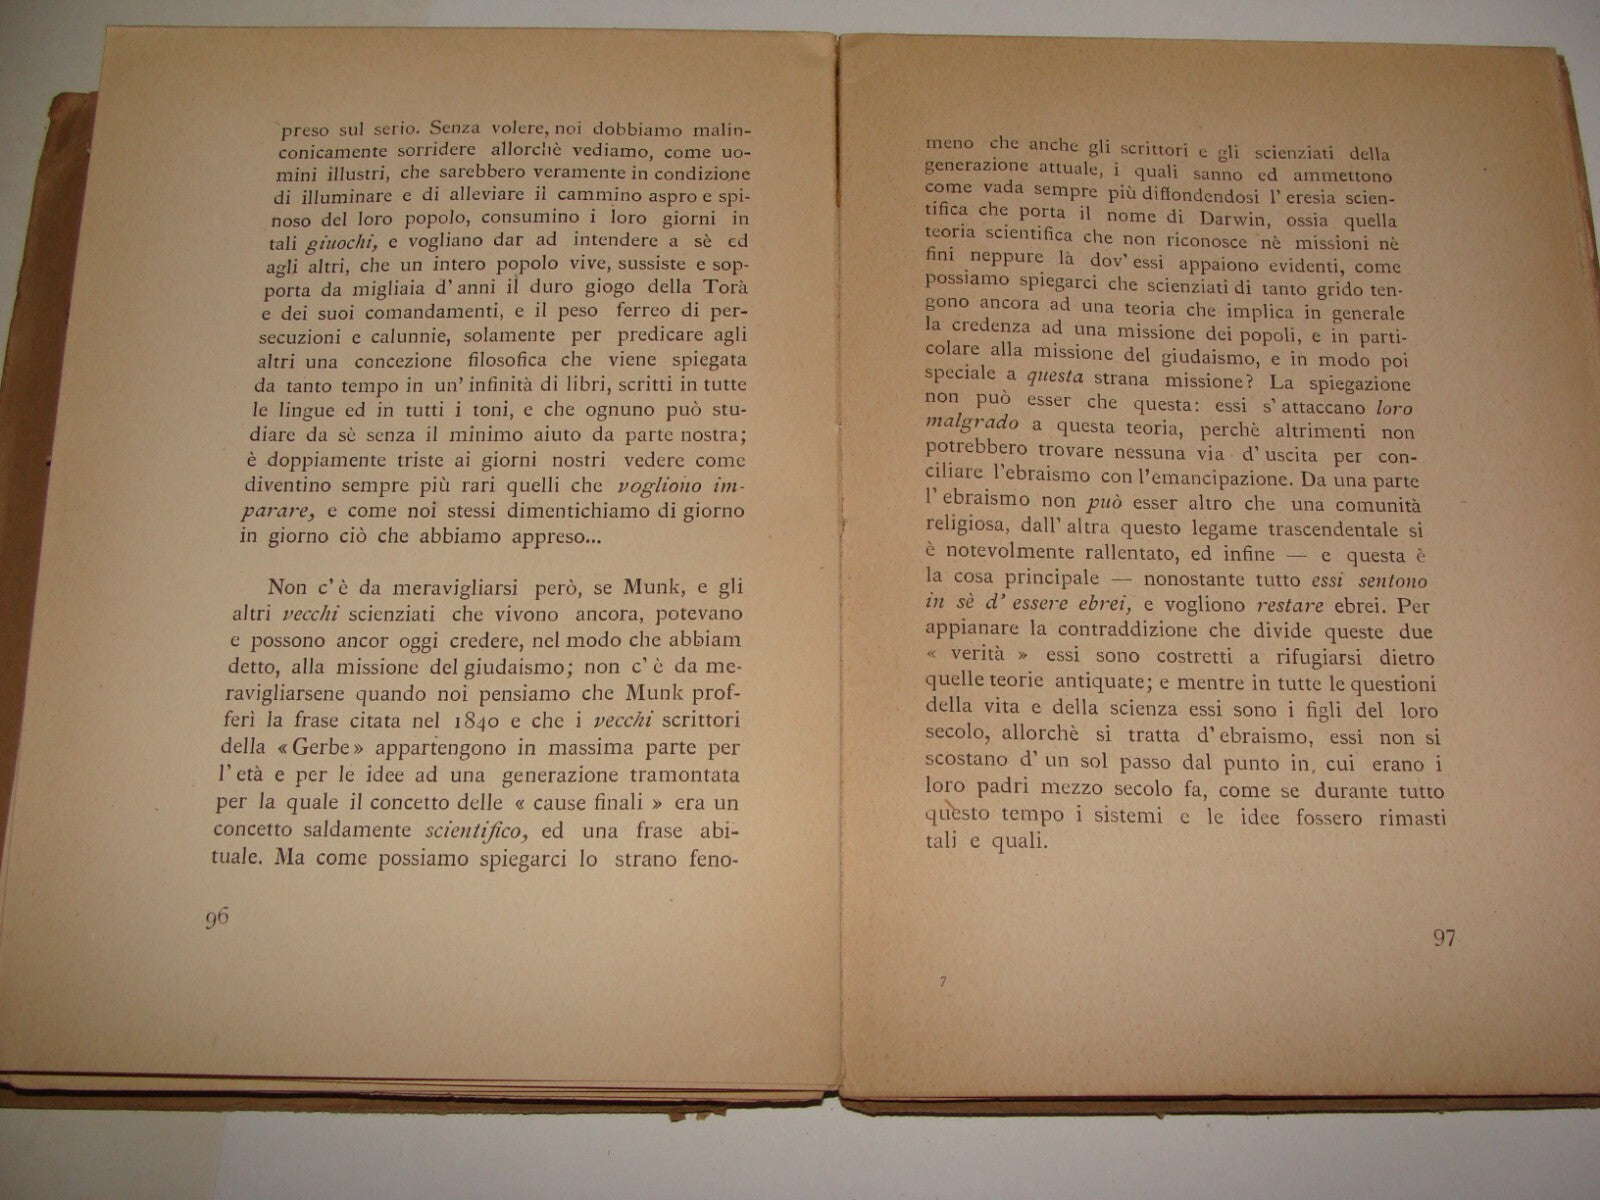 preso sul serio. Senza volere, noi dobbiamo malin-
conicamente sorridere allorchè vediamo, come uo-
mini illustri, che sarebbero veramente in condizione
di illuminare e di alleviare il cammino aspro e spi-
noso del loro popolo, consumino i loro giorni in
tali giuochi, e vogliano dar ad intendere a sè ed
agli altri, che un intero popolo vive, sussiste e sop-
porta da migliaia d'anni il duro giogo della Torà
e dei suoi comandamenti, e il peso ferreo di per-
secuzioni e calunnie, solamente per predicare agli
altri una concezione filosofica che viene spiegata
da tanto tempo in un' infinità di libri, scritti in tutte
le lingue ed in tutti i toni, e che ognuno può stu-
diare da sè senza il minimo aiuto da parte nostra;
è doppiamente triste ai giorni nostri vedere come
diventino sempre più rari quelli che vogliono im-
parare, e come noi stessi dimentichiamo di giorno
in giorno ciò che abbiamo appreso...
Non c'è da meravigliarsi però, se Munk, e gli
altri vecchi scienziati che vivono ancora, potevano
e possono ancor oggi credere, nel modo che abbiam
detto, alla missione del giudaismo; non c'è da me-
ravigliarsene quando noi pensiamo che Munk prof-
ferì la frase citata nel 1840 e che i vecchi scrittori
della « Gerbe » appartengono in massima parte per
l'età e per le idee ad una generazione tramontata
per la quale il concetto delle « cause finali » era un
concetto saldamente scientifico, ed una frase abi-
tuale. Ma come possiamo spiegarci lo strano feno-
96
meno che anche gli scrittori e gli scienziati della
generazione attuale, i quali sanno ed ammettono
come vada sempre più diffondendosi l'eresia scien-
tifica che porta il nome di Darwin, ossia quella
teoria scientifica che non riconosce nè missioni nè
fini neppure là dov'essi appaiono evidenti, come
possiamo spiegarci che scienziati di tanto grido ten-
gono ancora ad una teoria che implica in generale
la credenza ad una missione dei popoli, e in parti-
colare alla missione del giudaismo, e in modo poi
speciale a questa strana missione? La spiegazione
non può esser che questa: essi s'attaccano loro
malgrado a questa teoria, perchè altrimenti non
potrebbero trovare nessuna via d'uscita per con-
ciliare l'ebraismo con l'emancipazione. Da una parte
l'ebraismo non può esser altro che una comunità
religiosa, dall'altra questo legame trascendentale si
è notevolmente rallentato, ed infine — e questa è
la cosa principale — nonostante tutto essi sentono
in sè d'essere ebrei, e vogliono restare ebrei. Per
appianare la contraddizione che divide queste due
« verità » essi sono costretti a rifugiarsi dietro
quelle teorie antiquate; e mentre in tutte le questioni
della vita e della scienza essi sono i figli del loro
secolo, allorchè si tratta d'ebraismo, essi non si
scostano d'un sol passo dal punto in, cui erano i
loro padri mezzo secolo fa, come se durante tutto
questo tempo i sistemi e le idee fossero rimasti
tali e quali.
97
7